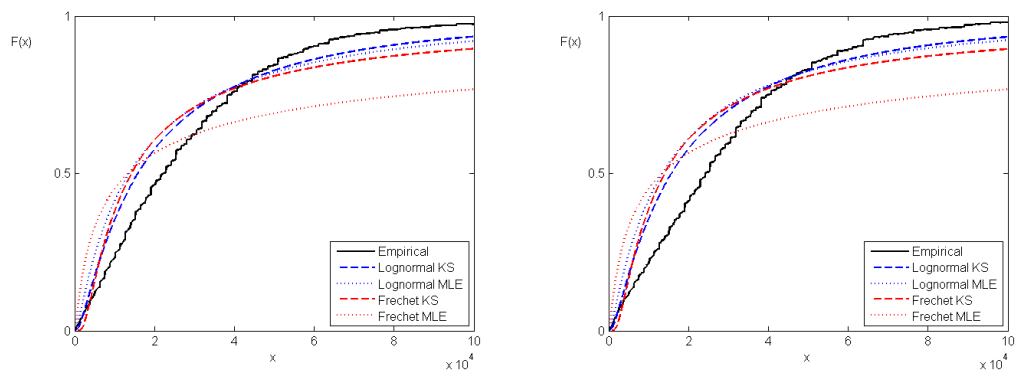 1
F(x)
0.5
Empirical
Lognormal KS
Lognormal MLE
Frechet KS
Frechet MLE
0
0 2 4 6 8 10
x
x 10^4
1
F(x)
0.5
Empirical
Lognormal KS
Lognormal MLE
Frechet KS
Frechet MLE
0
0 2 4 6 8 10
x
x 10^4